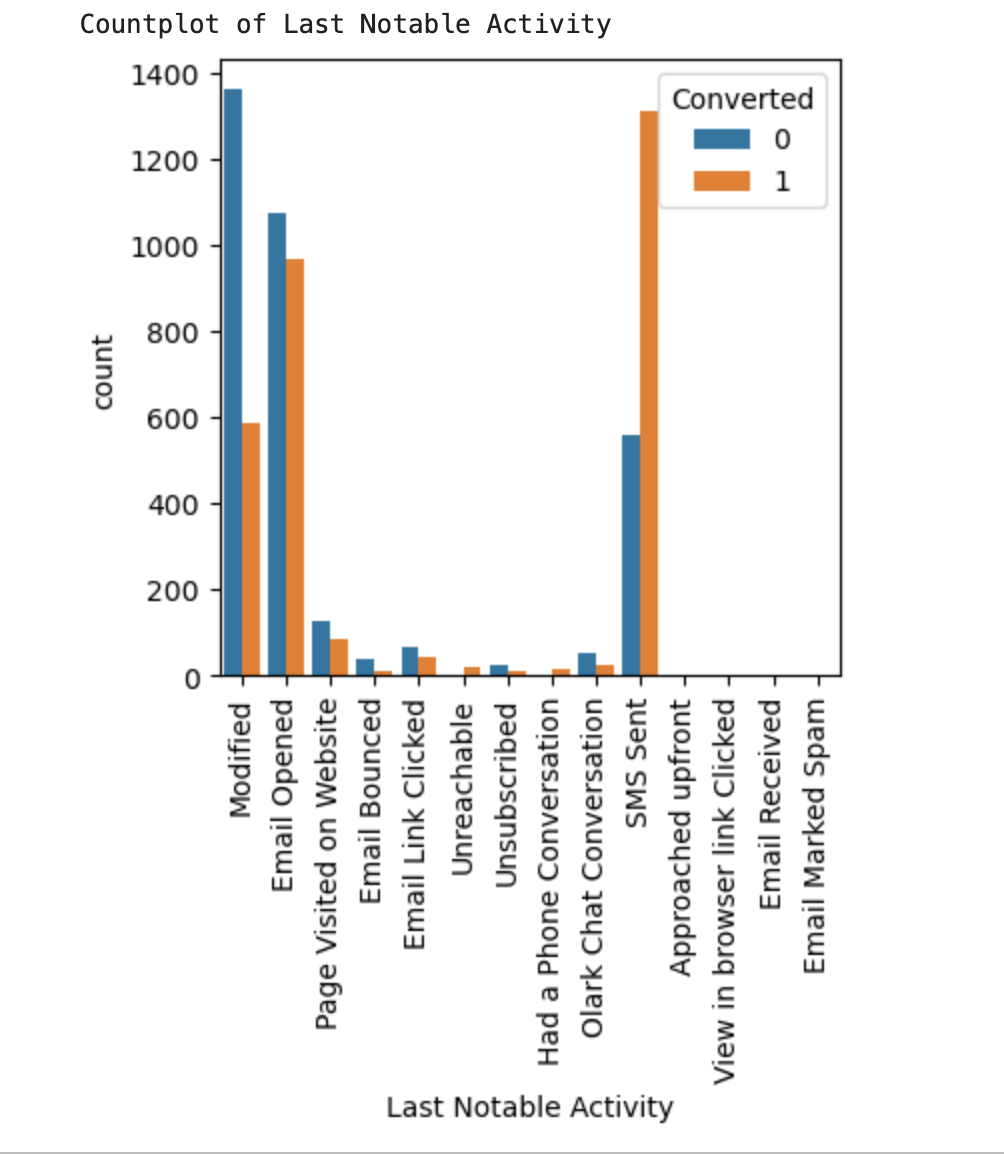 Countplot of Last Notable Activity
1400
1200
1000
800
600
400
200
0
count
Converted
0
1
Modified
Email Opened
Page Visited on Website
Email Bounced
Email Link Clicked
Unreachable
Unsubscribed
Had a Phone Conversation
Olark Chat Conversation
SMS Sent
Approached upfront
View in browser link Clicked
Email Received
Email Marked Spam
Last Notable Activity